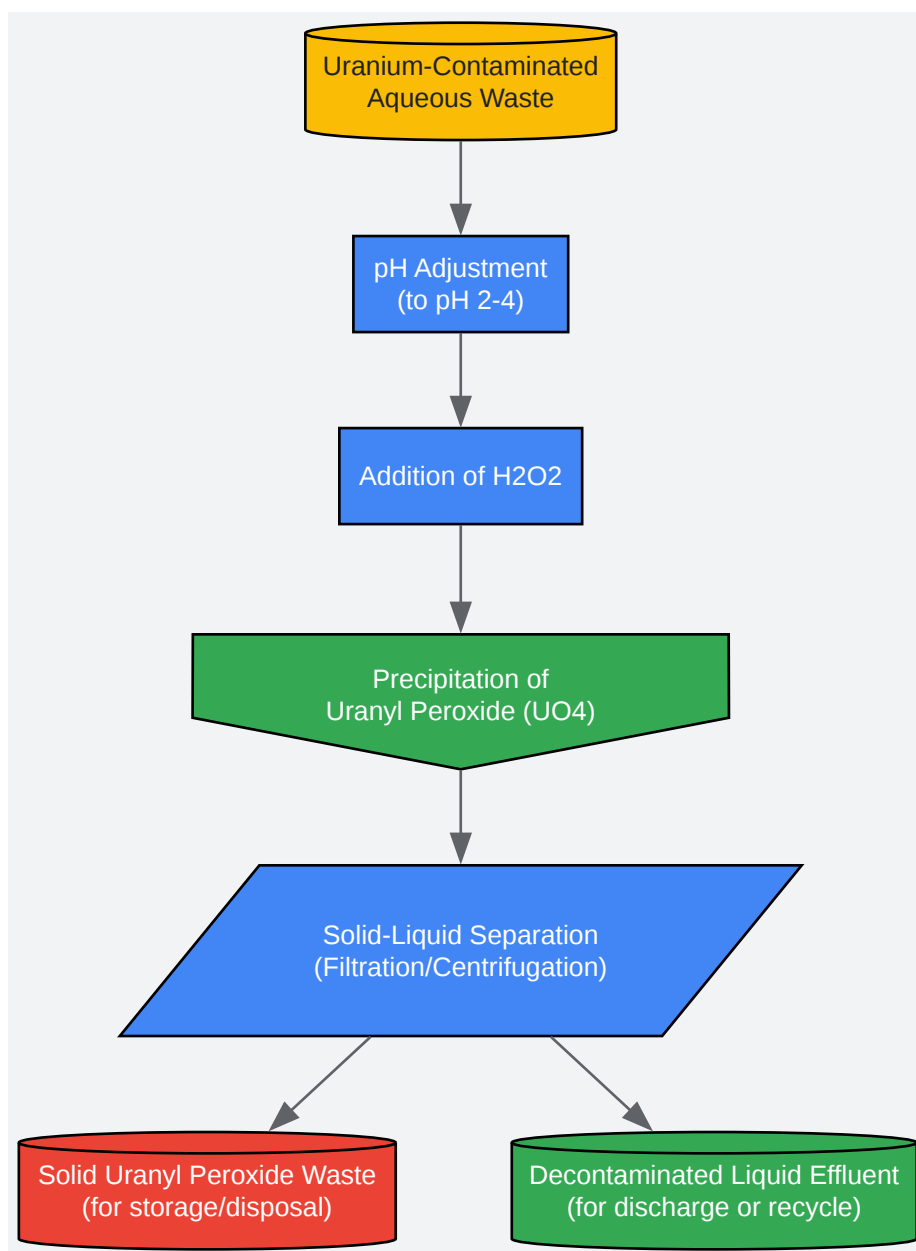 Uranium-Contaminated
Aqueous Waste
pH Adjustment
(to pH 2-4)
Addition of H2O2
Precipitation of
Uranyl Peroxide (UO4)
Solid-Liquid Separation
(Filtration/Centrifugation)
Solid Uranyl Peroxide Waste
(for storage/disposal)
Decontaminated Liquid Effluent
(for discharge or recycle)